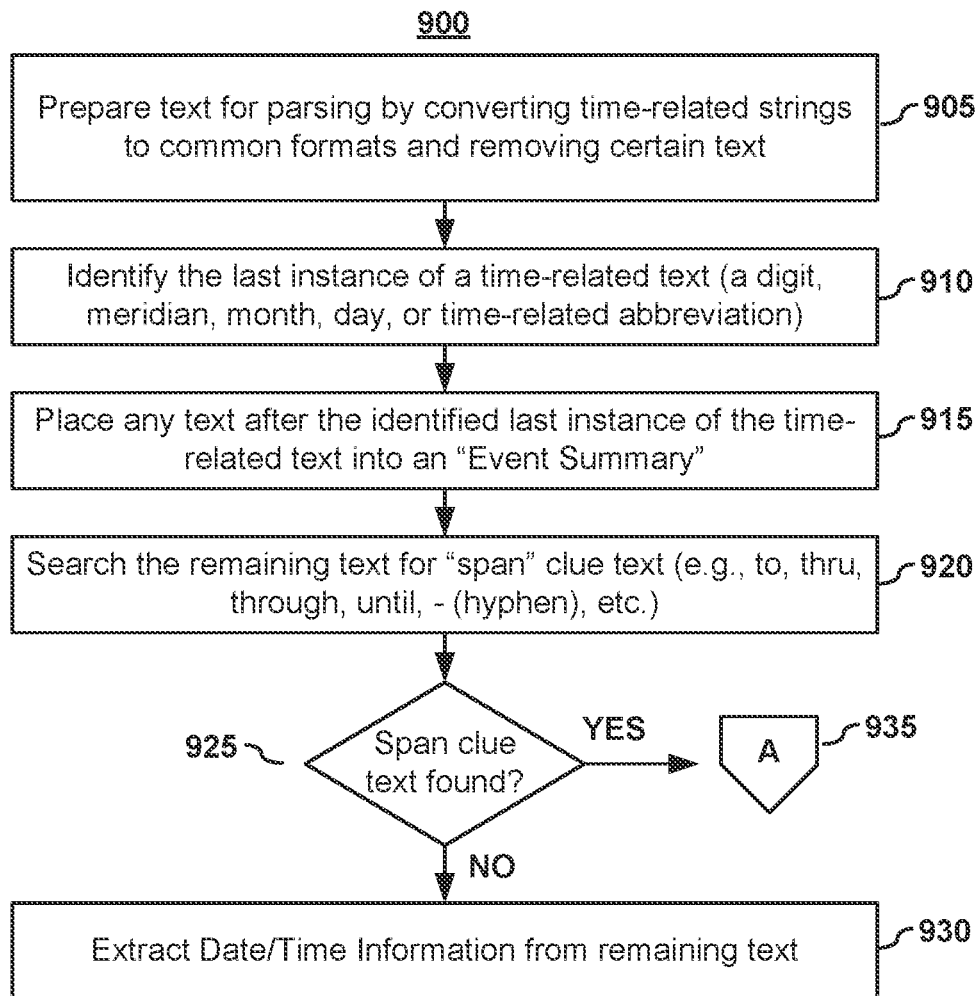 900
Prepare text for parsing by converting time-related strings
to common formats and removing certain text
905
Identify the last instance of a time-related text (a digit,
meridian, month, day, or time-related abbreviation)
910
Place any text after the identified last instance of the time-
related text into an “Event Summary”
915
Search the remaining text for “span” clue text (e.g., to, thru,
through, until, - (hyphen), etc.)
920
925
Span clue
text found?
YES
A
935
NO
Extract Date/Time Information from remaining text
930